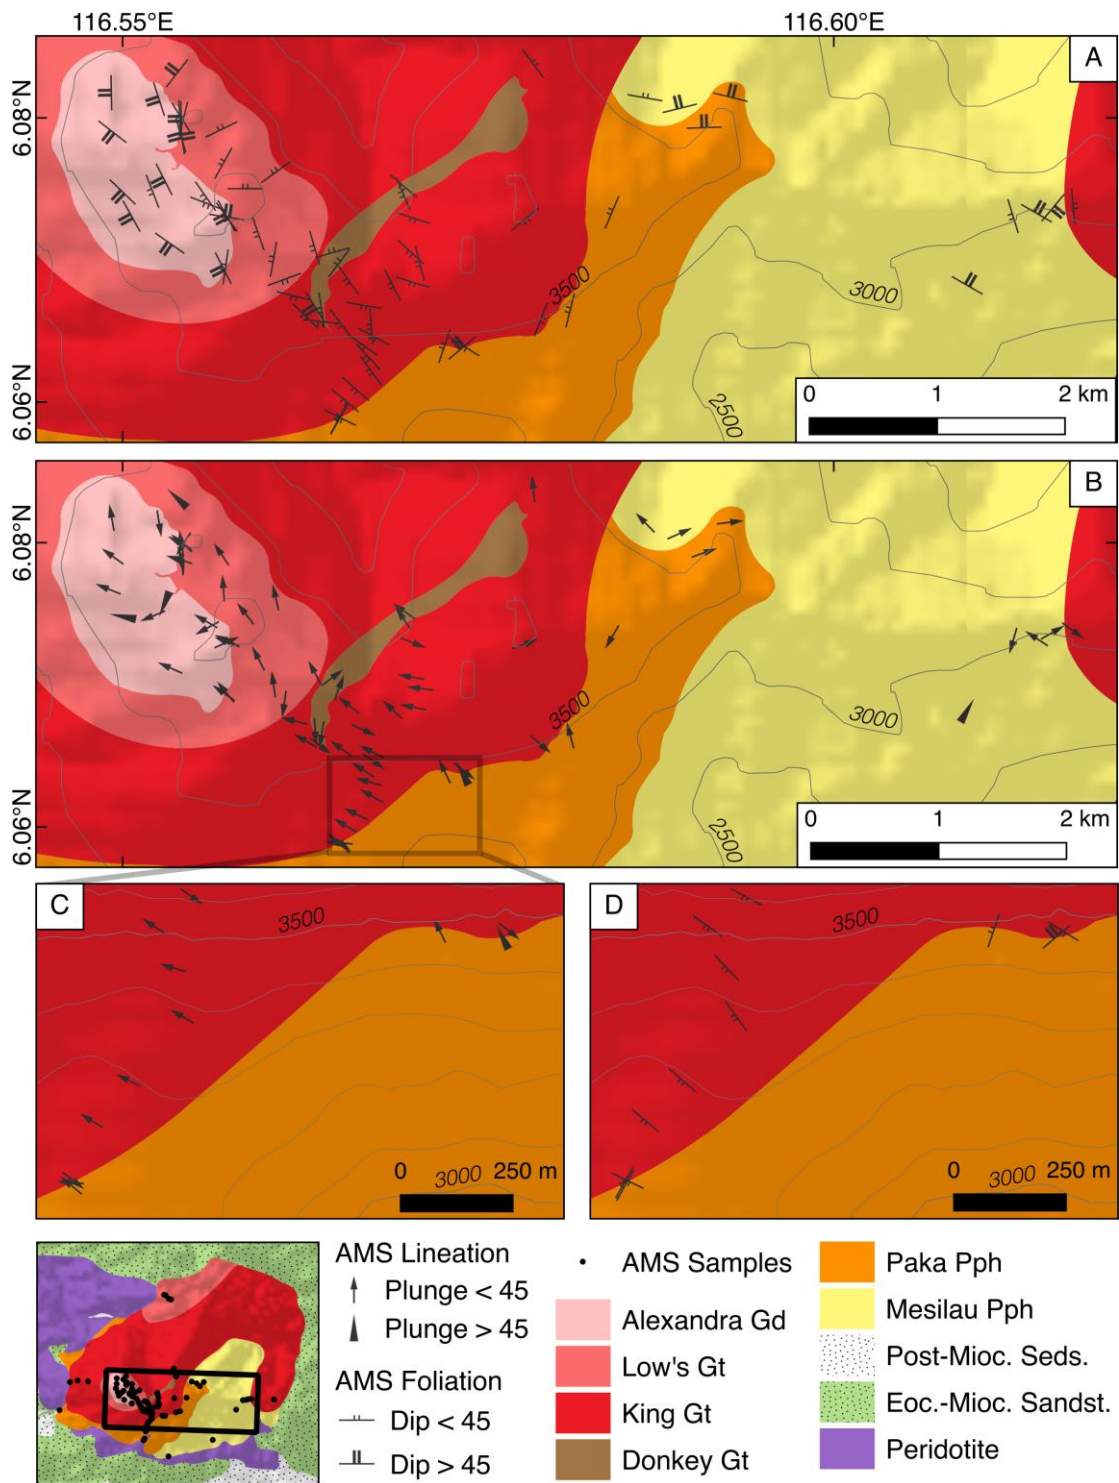 116.55°E
116.60°E
A
6.08°N
6.06°N
3500
3000
2500
0 1 2 km
B
6.08°N
6.06°N
3500
3000
2500
0 1 2 km
C
3500
3000
0 250 m
D
3500
3000
0 250 m
AMS Lineation
Plunge < 45
Plunge > 45
AMS Foliation
Dip < 45
Dip > 45
AMS Samples
Alexandra Gd
Low's Gt
King Gt
Donkey Gt
Paka Pph
Mesilau Pph
Post-Mioc. Seds.
Eoc.-Mioc. Sandst.
Peridotite